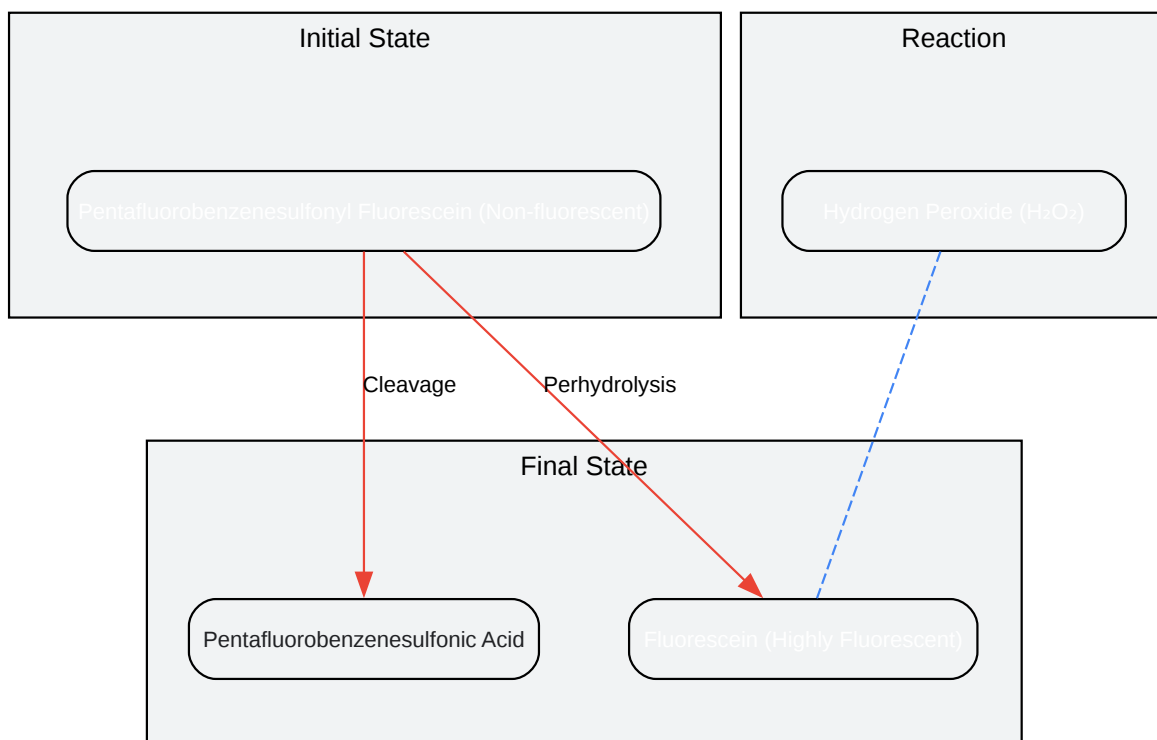 Initial State
Reaction
Pentafluorobenzenesulfonyl Fluorescein (Non-fluorescent)
Hydrogen Peroxide (H₂O₂)
Cleavage
Perhydrolysis
Final State
Pentafluorobenzenesulfonic Acid
Fluorescein (Highly Fluorescent)